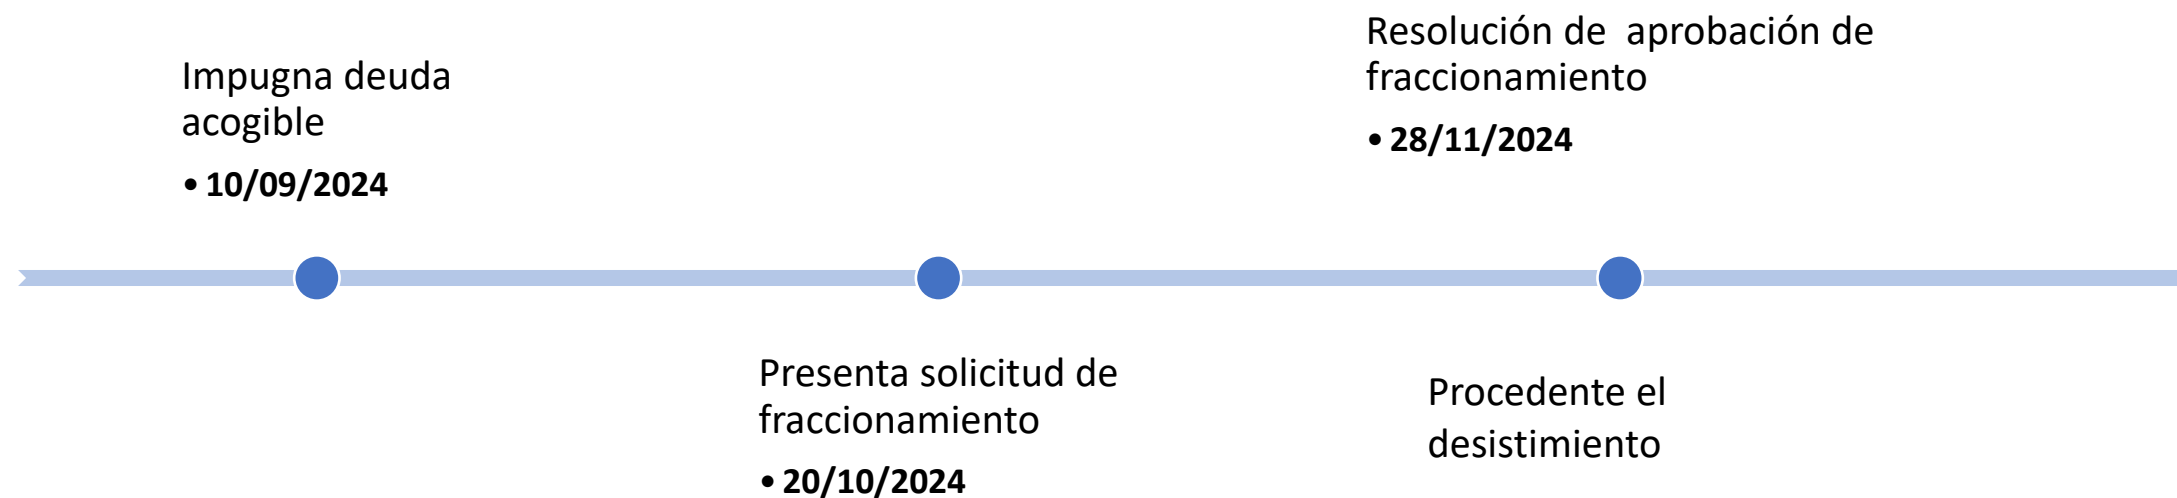 Impugna deuda
acogible
• 10/09/2024
Presenta solicitud de
fraccionamiento
• 20/10/2024
Resolución de  aprobación de
fraccionamiento
• 28/11/2024
Procedente el
desistimiento